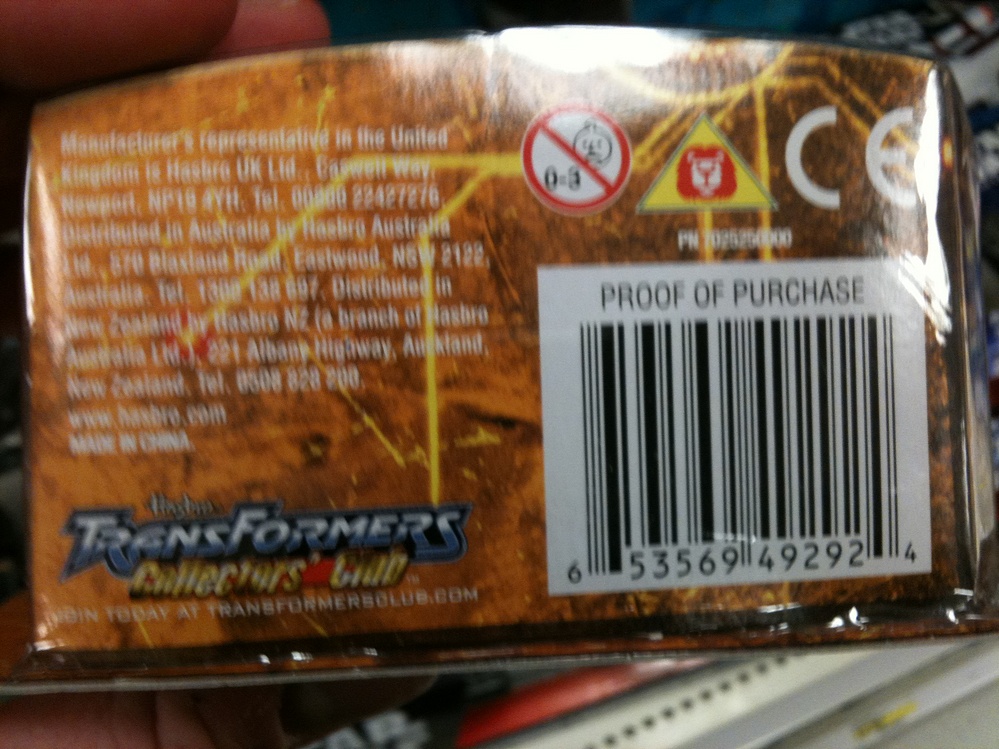 Manufacturer's representative in the United
Kingdom is Hasbro UK Ltd., Caswell Way,
Newport, NP19 4YH. Tel. 00800 22427276
Distributed in Australia by Hasbro Australia
Ltd., 570 Blaxland Road, Eastwood, NSW 2122,
Australia. Tel. 1300 138 697. Distributed in
New Zealand by Hasbro NZ (a branch of Hasbro
Australia Ltd.), 221 Albany Highway, Auckland,
New Zealand. Tel. 0508 828 200.
www.hasbro.com
MADE IN CHINA.
Hasbro
TRANSFORMERS
Collectors' Club™
JOIN TODAY AT TRANSFORMERSCLUB.COM
0-3
CE
PN
PROOF OF PURCHASE
6 53569 49292 4